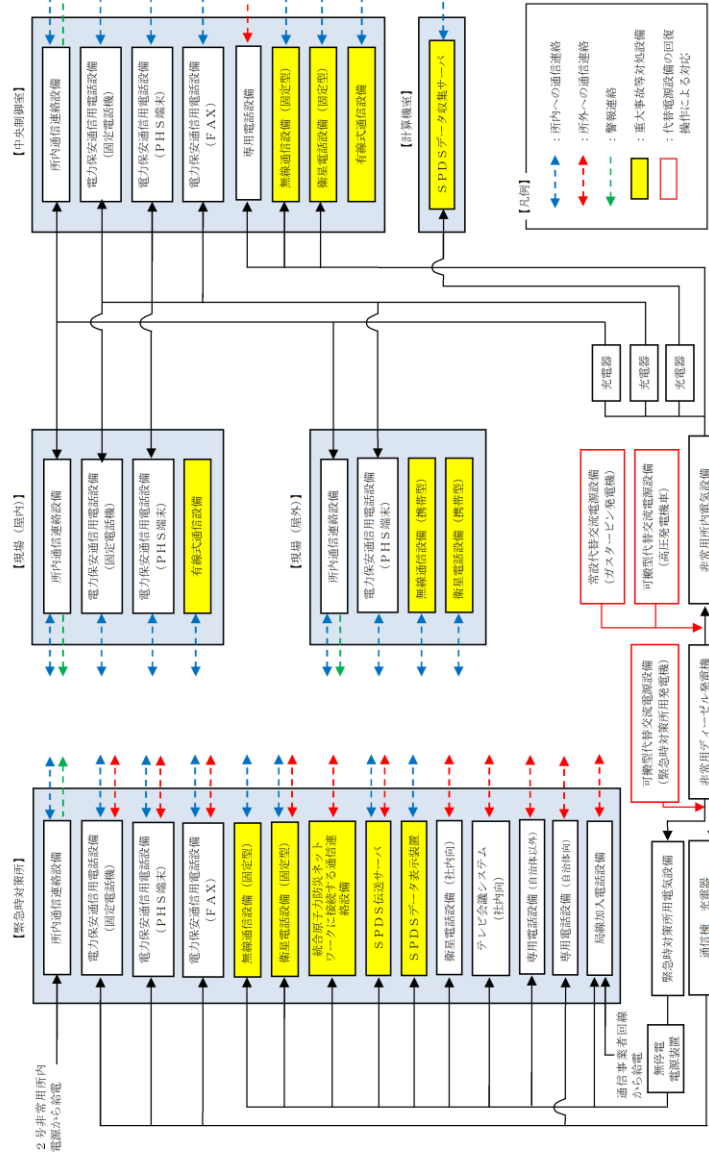 【緊急時対策所】
所内通信連絡設備
電力保安通信用電話設備
(固定電話機)
電力保安通信用電話設備
(PHS端末)
電力保安通信用電話設備
(FAX)
無線通信設備(固定型)
衛星電話設備(固定型)
統合原子力防災ネット
ワークに接続する通信連
絡設備
SPDS伝送サーバ
SPDSデータ表示装置
衛星電話設備(社内向)
テレビ会議システム
(社内向)
専用電話設備(自治体以外)
専用電話設備(自治体向)
局線加入電話設備
2号非常用所内
電源から給電
通信事業者回線
から給電
無停電
電源装置
緊急時対策所用電気設備
通信棟 充電器
【現場(屋内)】
所内通信連絡設備
電力保安通信用電話設備
(固定電話機)
電力保安通信用電話設備
(PHS端末)
有線式通信設備
【現場(屋外)】
所内通信連絡設備
電力保安通信用電話設備
(PHS端末)
無線通信設備(携帯型)
衛星電話設備(携帯型)
可搬型代替交流電源設備
(緊急時対策所用発電機)
非常用ディーゼル発電機
常設代替交流電源設備
(ガスタービン発電機)
可搬型代替交流電源設備
(高圧発電機車)
非常用所内電気設備
充電器
充電器
充電器
【中央制御室】
所内通信連絡設備
電力保安通信用電話設備
(固定電話機)
電力保安通信用電話設備
(PHS端末)
電力保安通信用電話設備
(FAX)
専用電話設備
無線通信設備(固定型)
衛星電話設備(固定型)
有線式通信設備
【計算機室】
SPDSデータ収集サーバ
【凡例】
:所内への通信連絡
:所外への通信連絡
:警報連絡
:重大事故等対処設備
:代替電源設備の回復
操作による対応